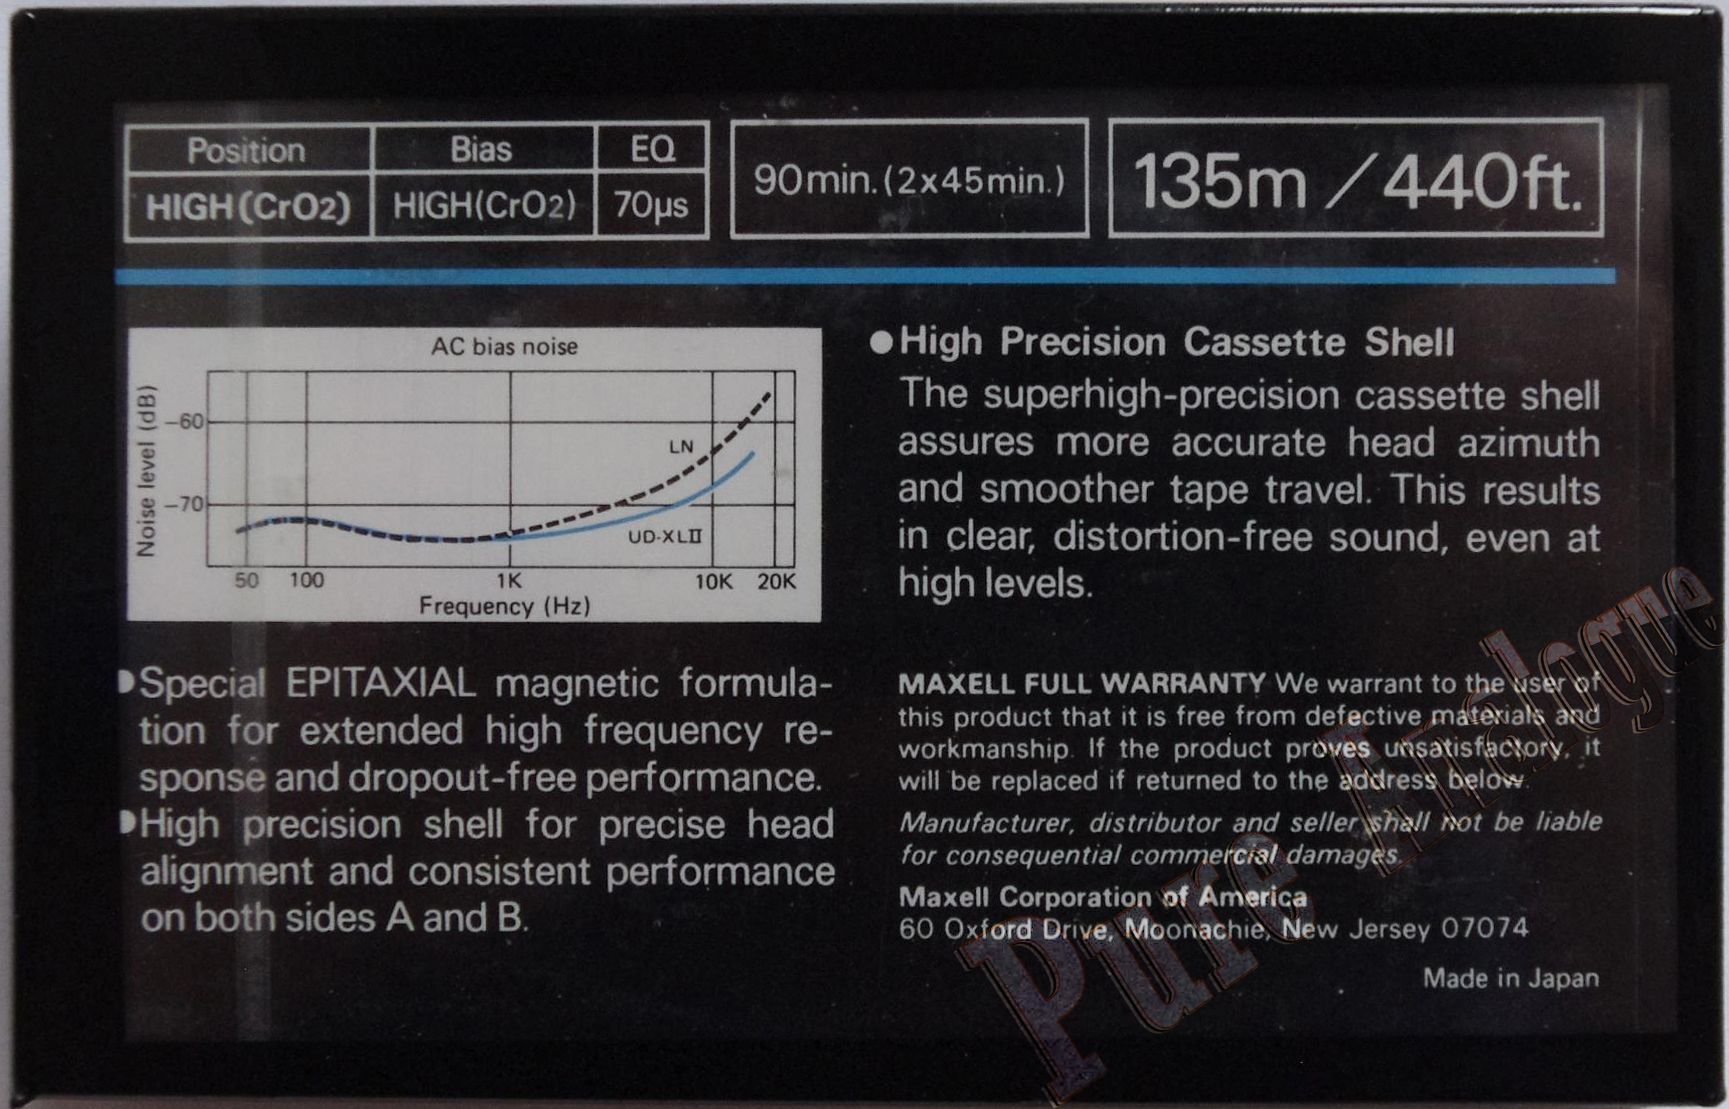 Position Bias EQ
HIGH(CrO2) HIGH(CrO2) 70μs
90min.(2x45min.)
135m/440ft.
AC bias noise
Noise level (dB)
-60
-70
LN
UD-XLII
50 100 1K 10K 20K
Frequency (Hz)
●Special EPITAXIAL magnetic formula-
tion for extended high frequency re-
sponse and dropout-free performance.
●High precision shell for precise head
alignment and consistent performance
on both sides A and B.
●High Precision Cassette Shell
The superhigh-precision cassette shell
assures more accurate head azimuth
and smoother tape travel. This results
in clear, distortion-free sound, even at
high levels.
MAXELL FULL WARRANTY We warrant to the user of
this product that it is free from defective materials and
workmanship. If the product proves unsatisfactory, it
will be replaced if returned to the address below.
Manufacturer, distributor and seller shall not be liable
for consequential commercial damages.
Maxell Corporation of America
60 Oxford Drive, Moonachie, New Jersey 07074
Made in Japan
Pure Analogue